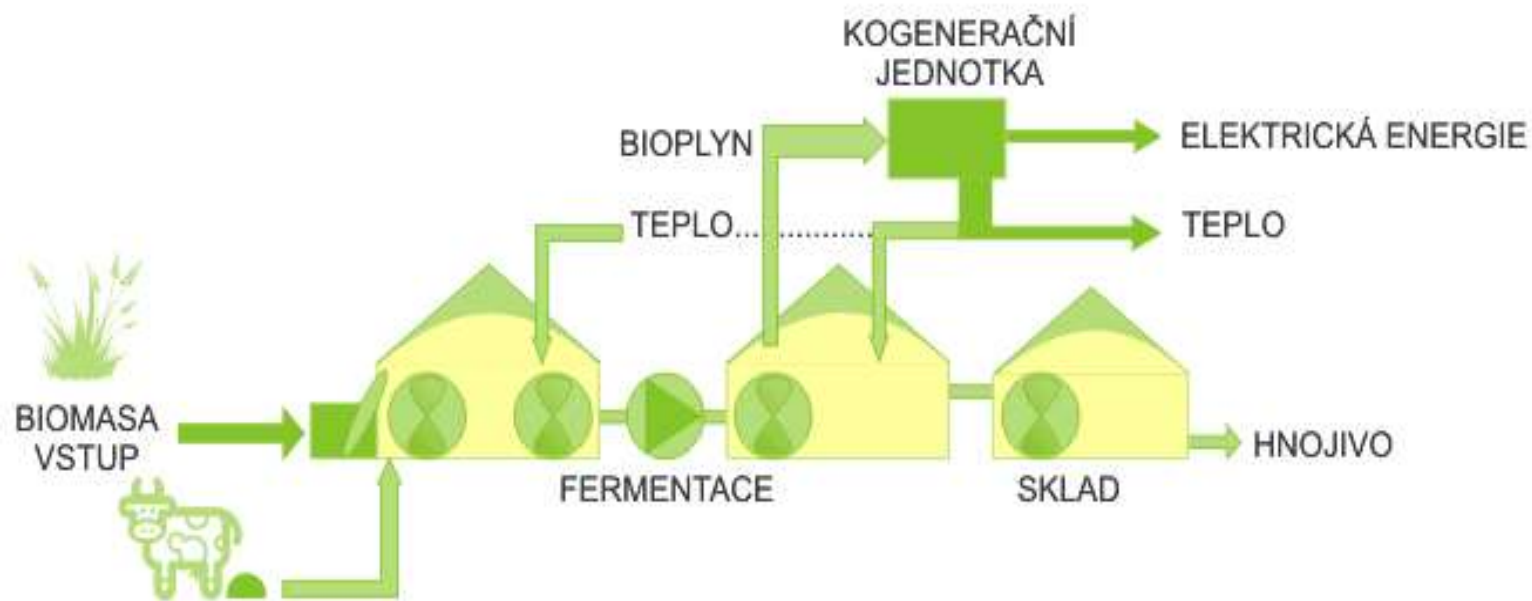 KOGENERAČNÍ
JEDNOTKA
BIOPLYN
ELEKTRICKÁ ENERGIE
TEPLO..............
TEPLO
BIOMASA
VSTUP
FERMENTACE
SKLAD
HNOJIVO